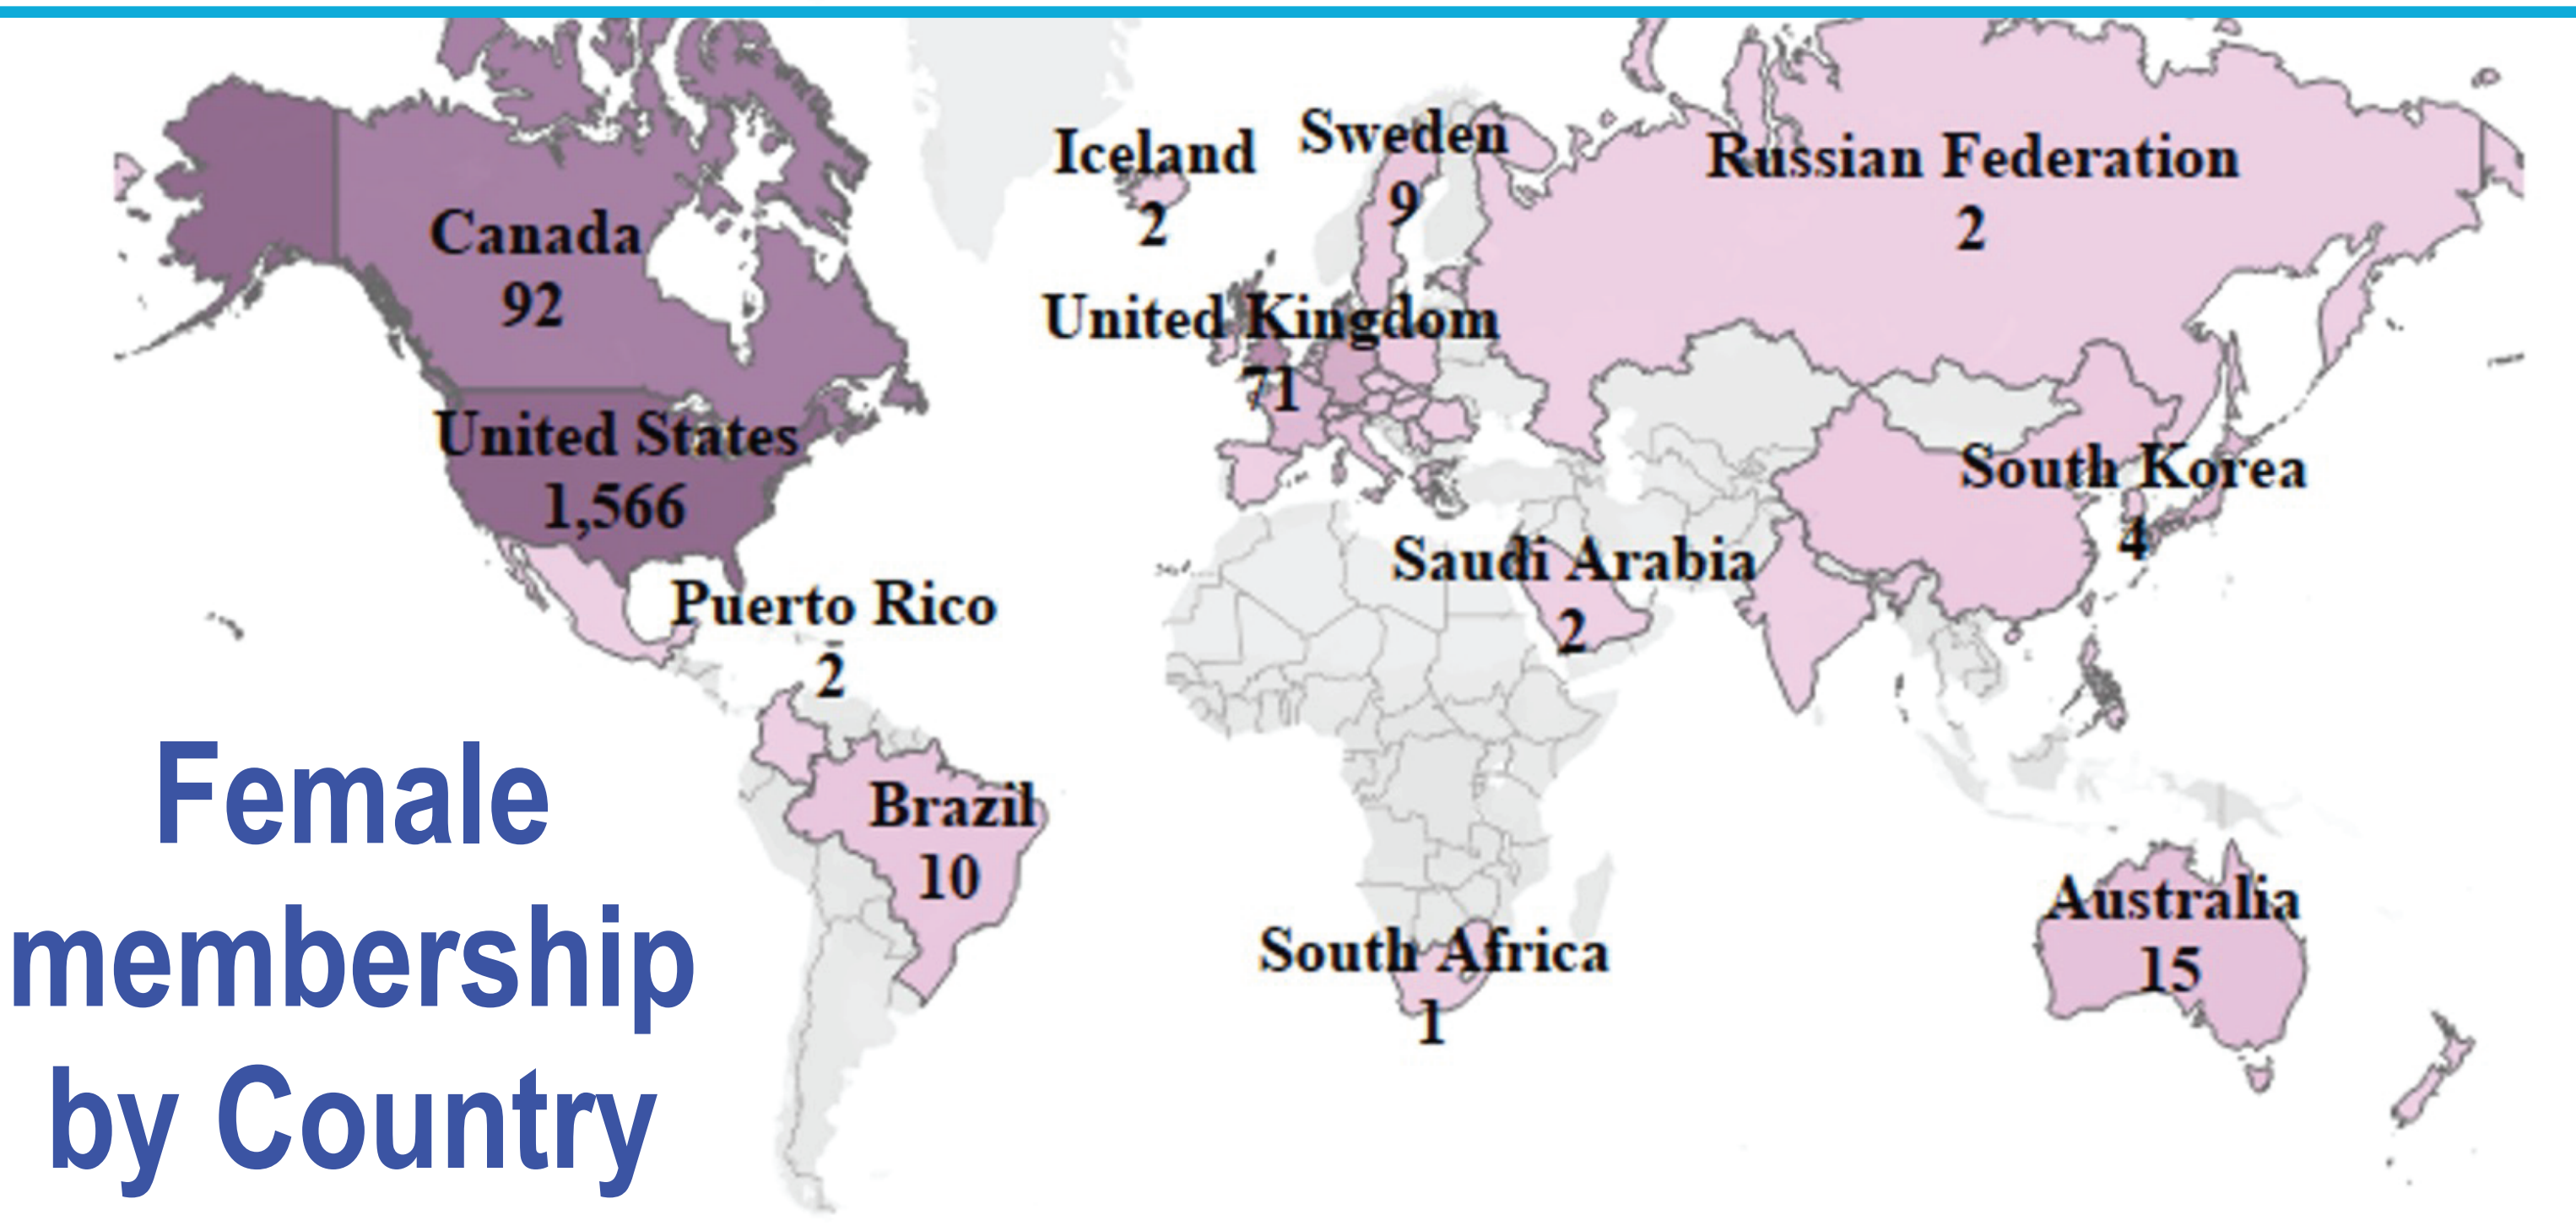 Iceland
2
Sweden
9
Russian Federation
2
Canada
92
United Kingdom
71
United States
1,566
South Korea
4
Saudi Arabia
2
Puerto Rico
2
Brazil
10
Australia
15
South Africa
1
Female
membership
by Country